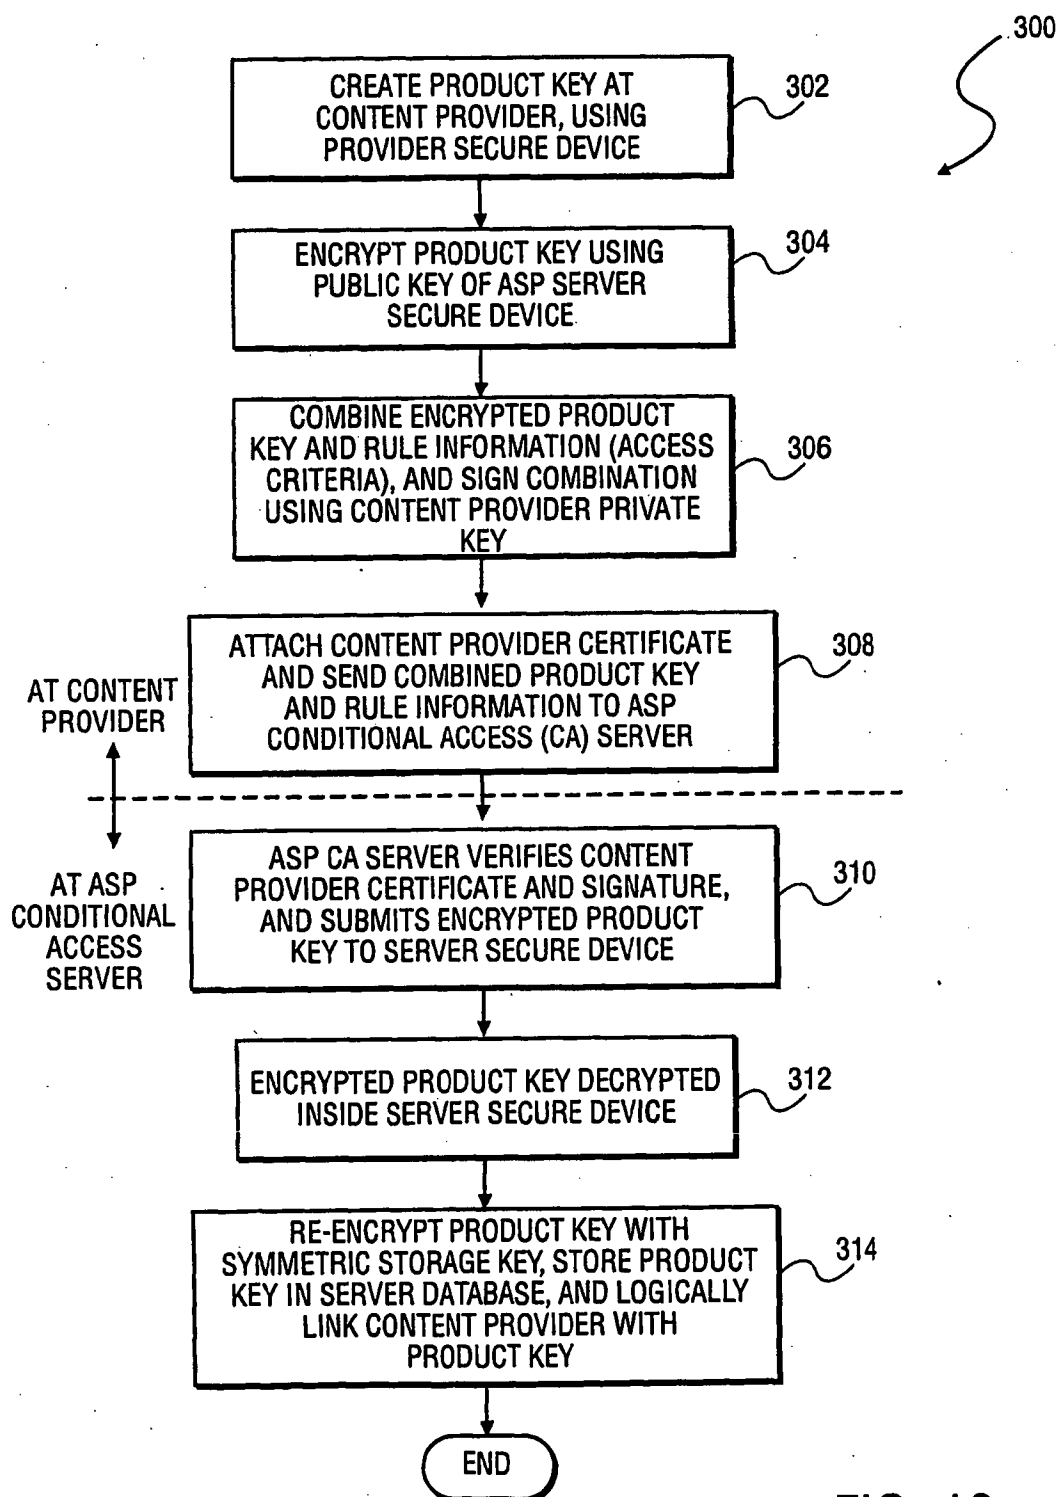 300
CREATE PRODUCT KEY AT
CONTENT PROVIDER, USING
PROVIDER SECURE DEVICE
302
ENCRYPT PRODUCT KEY USING
PUBLIC KEY OF ASP SERVER
SECURE DEVICE
304
COMBINE ENCRYPTED PRODUCT
KEY AND RULE INFORMATION (ACCESS
CRITERIA), AND SIGN COMBINATION
USING CONTENT PROVIDER PRIVATE
KEY
306
ATTACH CONTENT PROVIDER CERTIFICATE
AND SEND COMBINED PRODUCT KEY
AND RULE INFORMATION TO ASP
CONDITIONAL ACCESS (CA) SERVER
308
AT CONTENT
PROVIDER
AT ASP
CONDITIONAL
ACCESS
SERVER
ASP CA SERVER VERIFIES CONTENT
PROVIDER CERTIFICATE AND SIGNATURE,
AND SUBMITS ENCRYPTED PRODUCT
KEY TO SERVER SECURE DEVICE
310
ENCRYPTED PRODUCT KEY DECRYPTED
INSIDE SERVER SECURE DEVICE
312
RE-ENCRYPT PRODUCT KEY WITH
SYMMETRIC STORAGE KEY, STORE PRODUCT
KEY IN SERVER DATABASE, AND LOGICALLY
LINK CONTENT PROVIDER WITH
PRODUCT KEY
314
END